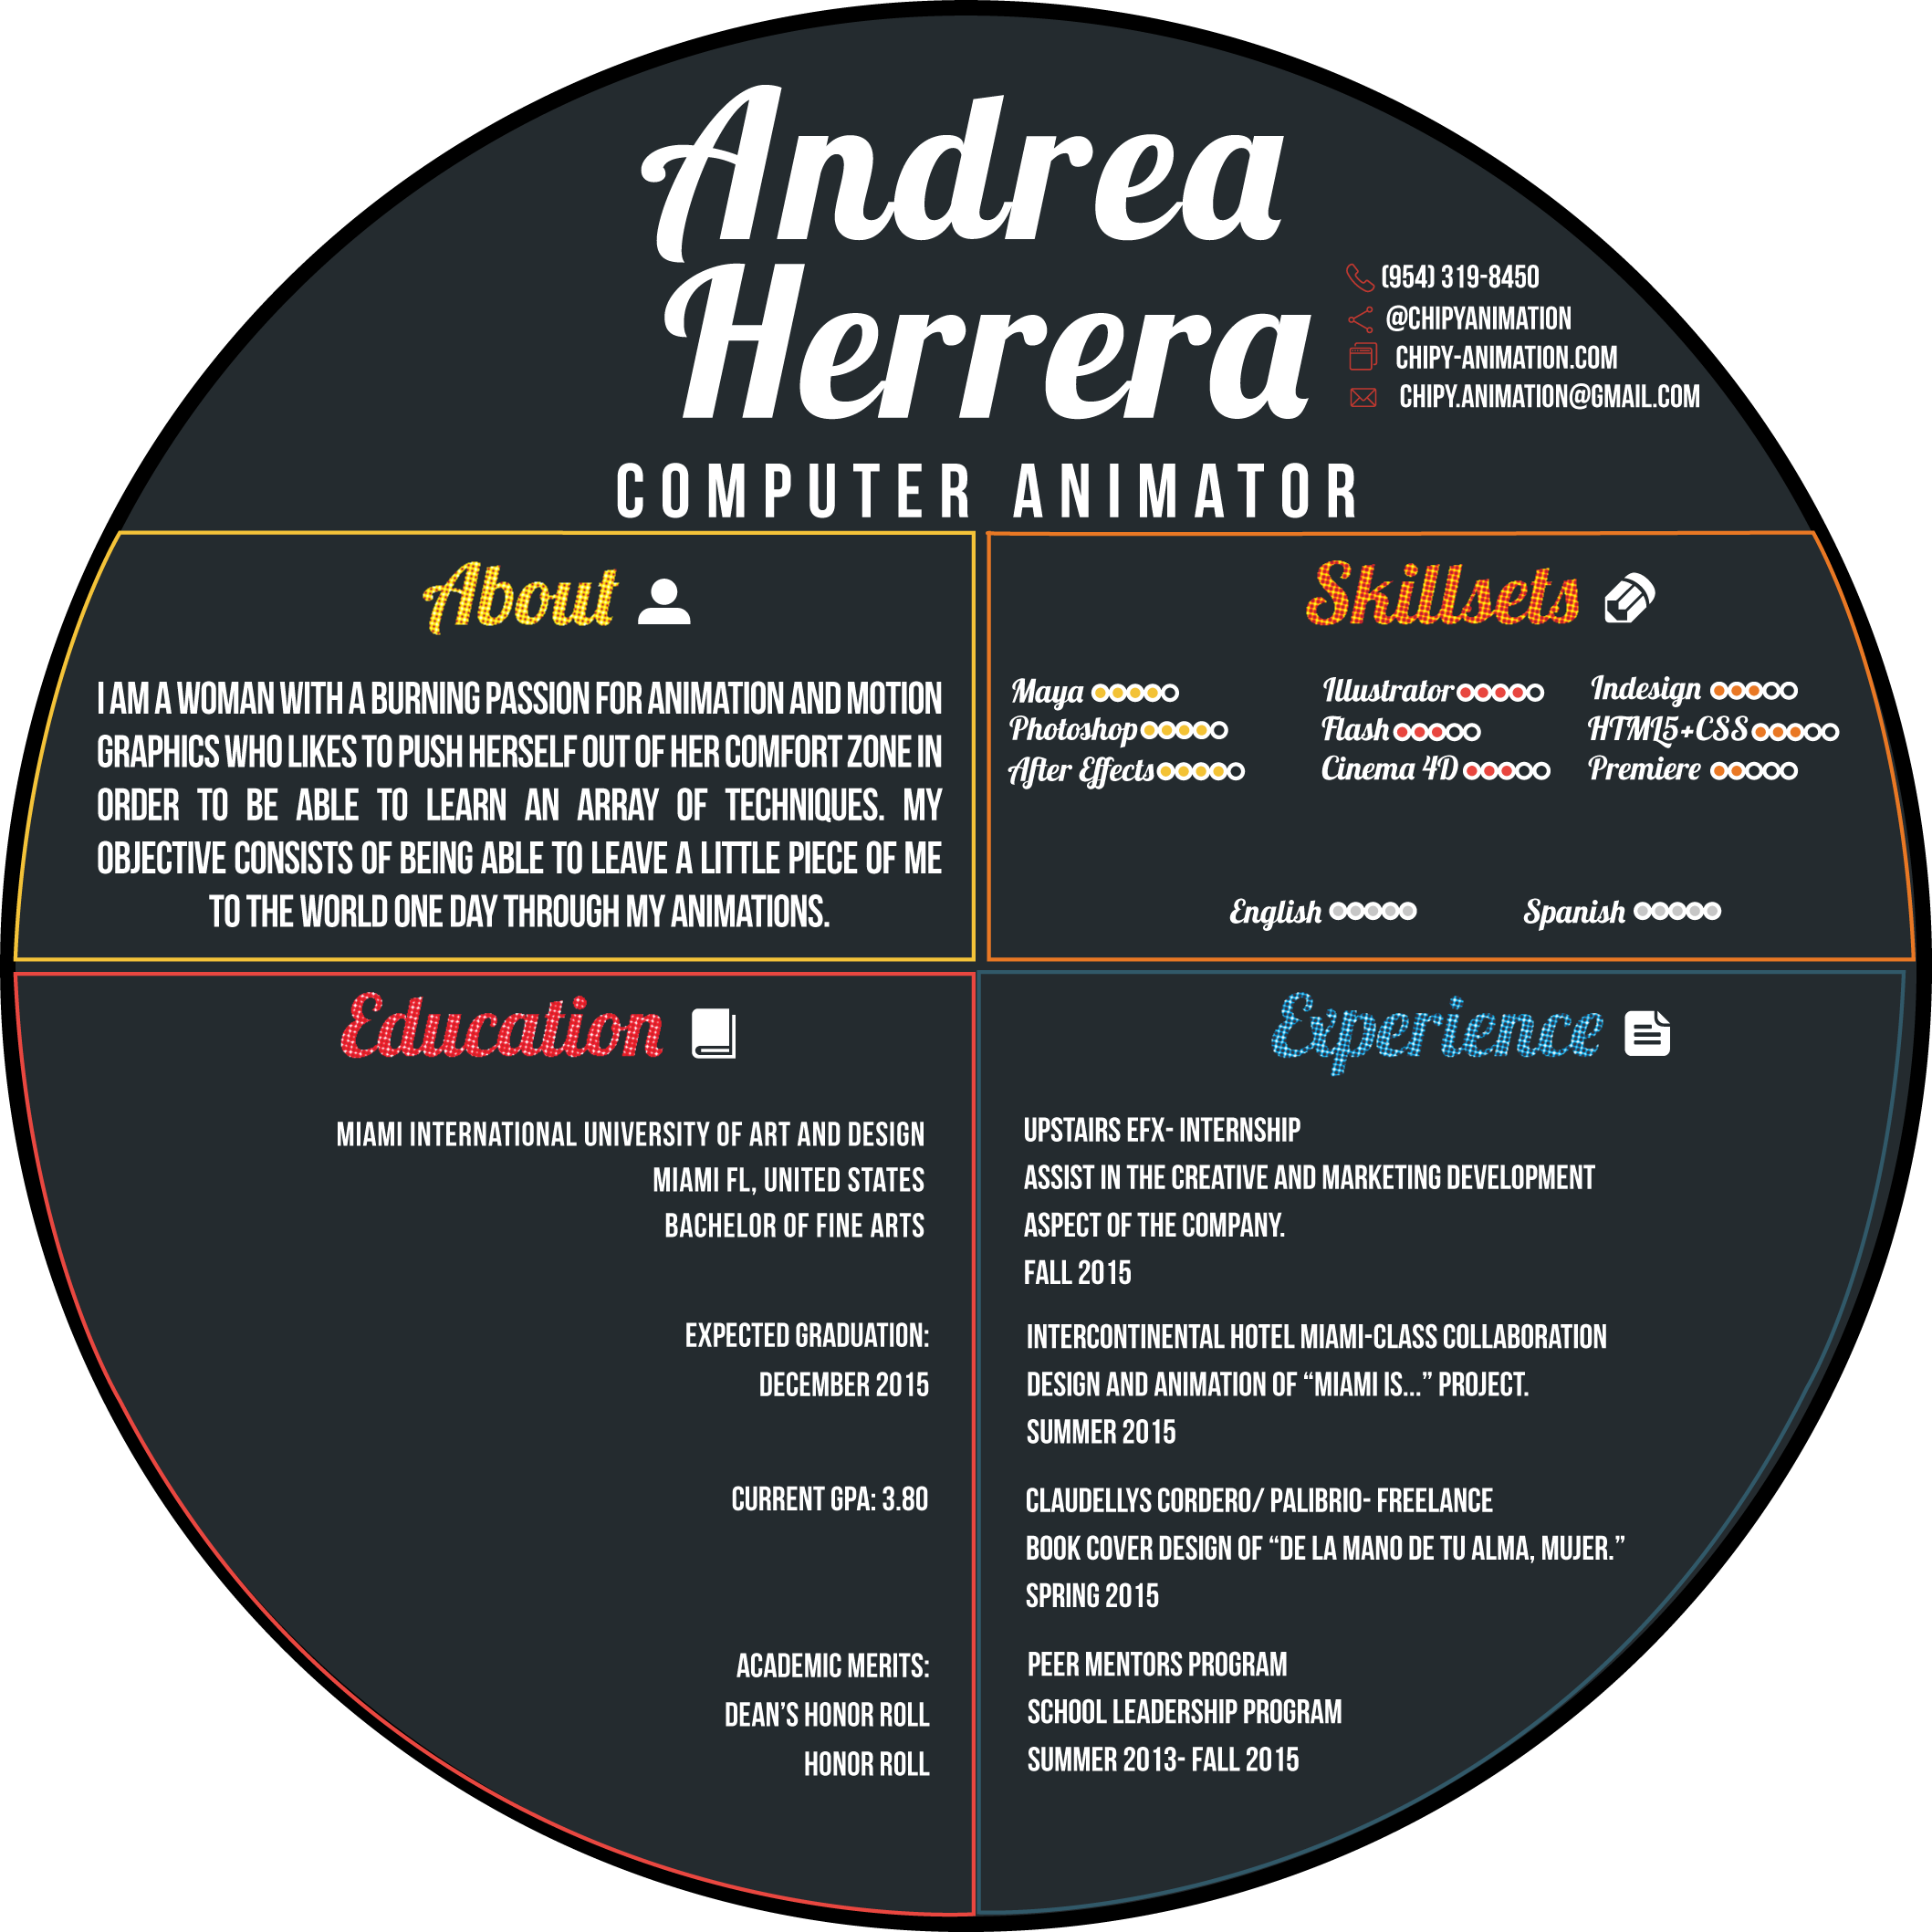 Andrea
Herrera
(954) 319-8450
@CHIPYANIMATION
CHIPY-ANIMATION.COM
CHIPY.ANIMATION@GMAIL.COM
COMPUTER ANIMATOR
About
I AM A WOMAN WITH A BURNING PASSION FOR ANIMATION AND MOTION
GRAPHICS WHO LIKES TO PUSH HERSELF OUT OF HER COMFORT ZONE IN
ORDER TO BE ABLE TO LEARN AN ARRAY OF TECHNIQUES. MY
OBJECTIVE CONSISTS OF BEING ABLE TO LEAVE A LITTLE PIECE OF ME
TO THE WORLD ONE DAY THROUGH MY ANIMATIONS.
Skillsets
Maya
Photoshop
After Effects
Illustrator
Flash
Cinema 4D
Indesign
HTML5+CSS
Premiere
English
Spanish
Education
MIAMI INTERNATIONAL UNIVERSITY OF ART AND DESIGN
MIAMI FL, UNITED STATES
BACHELOR OF FINE ARTS
EXPECTED GRADUATION:
DECEMBER 2015
CURRENT GPA: 3.80
ACADEMIC MERITS:
DEAN'S HONOR ROLL
HONOR ROLL
Experience
UPSTAIRS EFX- INTERNSHIP
ASSIST IN THE CREATIVE AND MARKETING DEVELOPMENT
ASPECT OF THE COMPANY.
FALL 2015
INTERCONTINENTAL HOTEL MIAMI-CLASS COLLABORATION
DESIGN AND ANIMATION OF “MIAMI IS...” PROJECT.
SUMMER 2015
CLAUDELLYS CORDERO/ PALIBRIO- FREELANCE
BOOK COVER DESIGN OF “DE LA MANO DE TU ALMA, MUJER.”
SPRING 2015
PEER MENTORS PROGRAM
SCHOOL LEADERSHIP PROGRAM
SUMMER 2013- FALL 2015